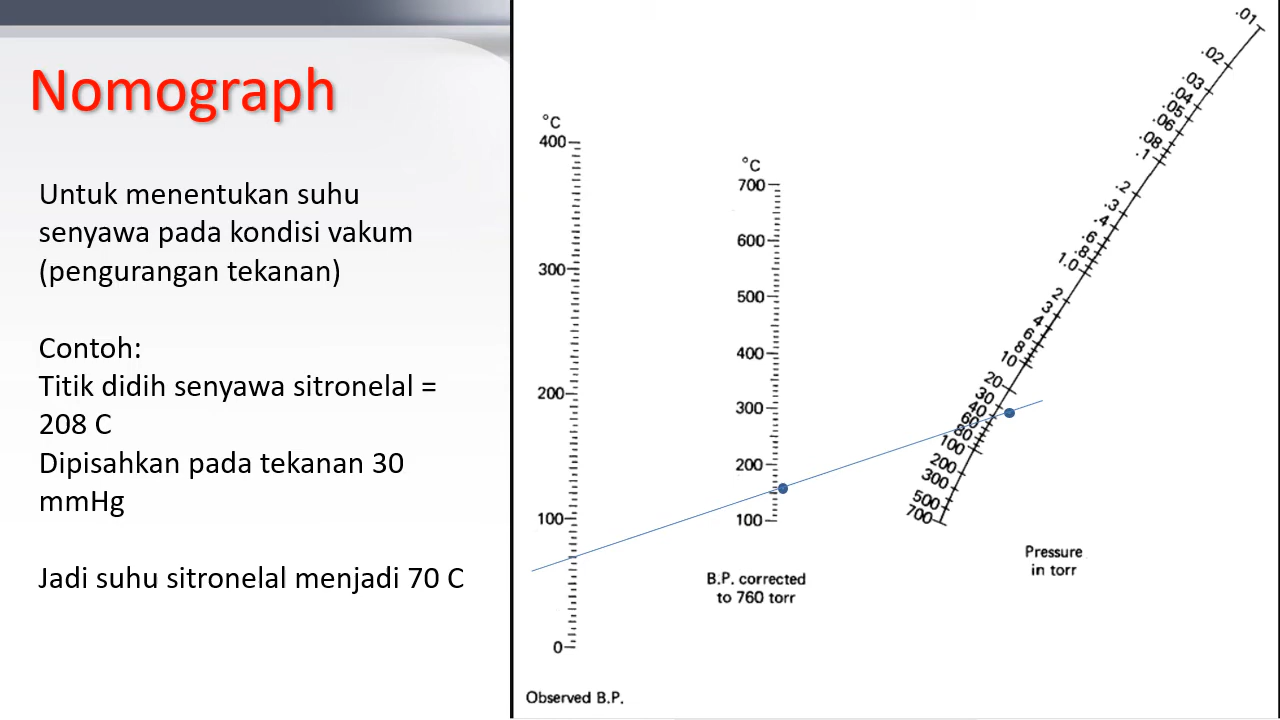 Nomograph
Untuk menentukan suhu
senyawa pada kondisi vakum
(pengurangan tekanan)
Contoh:
Titik didih senyawa sitronelal =
208 C
Dipisahkan pada tekanan 30
mmHg
Jadi suhu sitronelal menjadi 70 C
°C
400
300
200
100
0
Observed B.P.
°C
700
600
500
400
300
200
100
B.P. corrected
to 760 torr
.01
.02
.03
.04
.05
.06
.08
.1
.2
.3
.4
.6
.8
1.0
2
3
4
6
8
10
20
30
40
60
80
100
200
300
500
700
Pressure
in torr